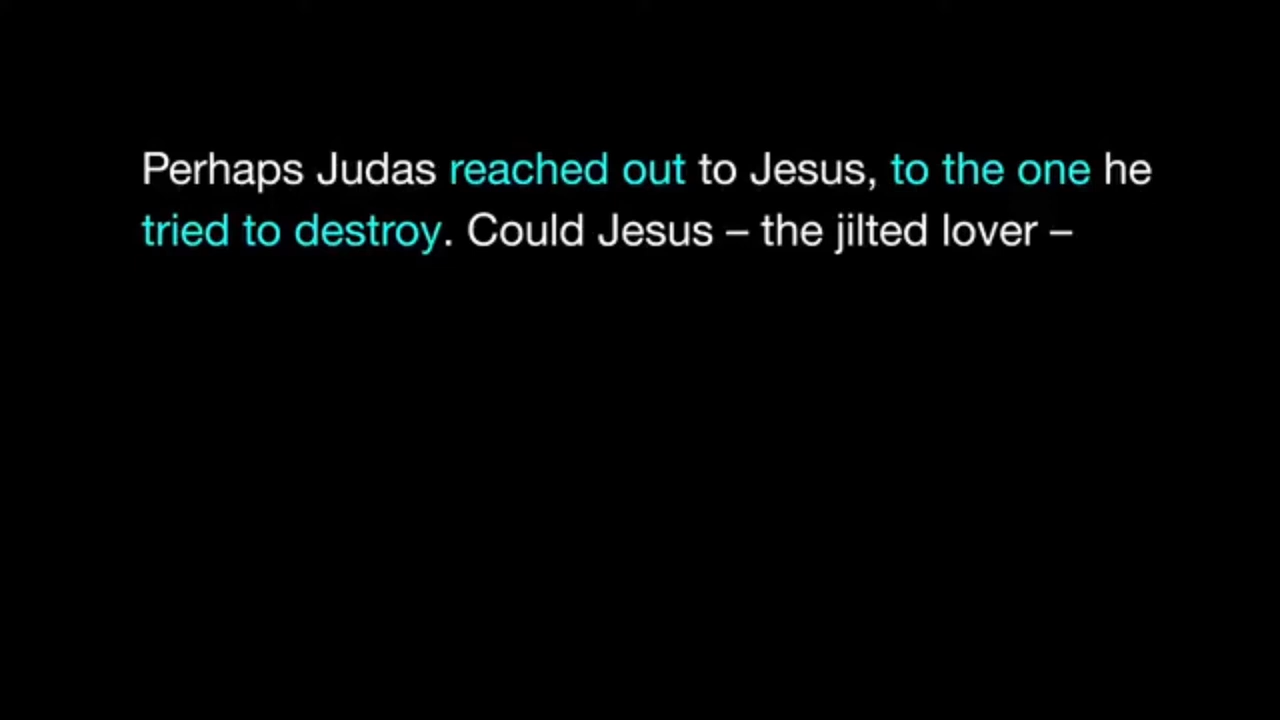 Perhaps Judas reached out to Jesus, to the one he
tried to destroy. Could Jesus – the jilted lover –